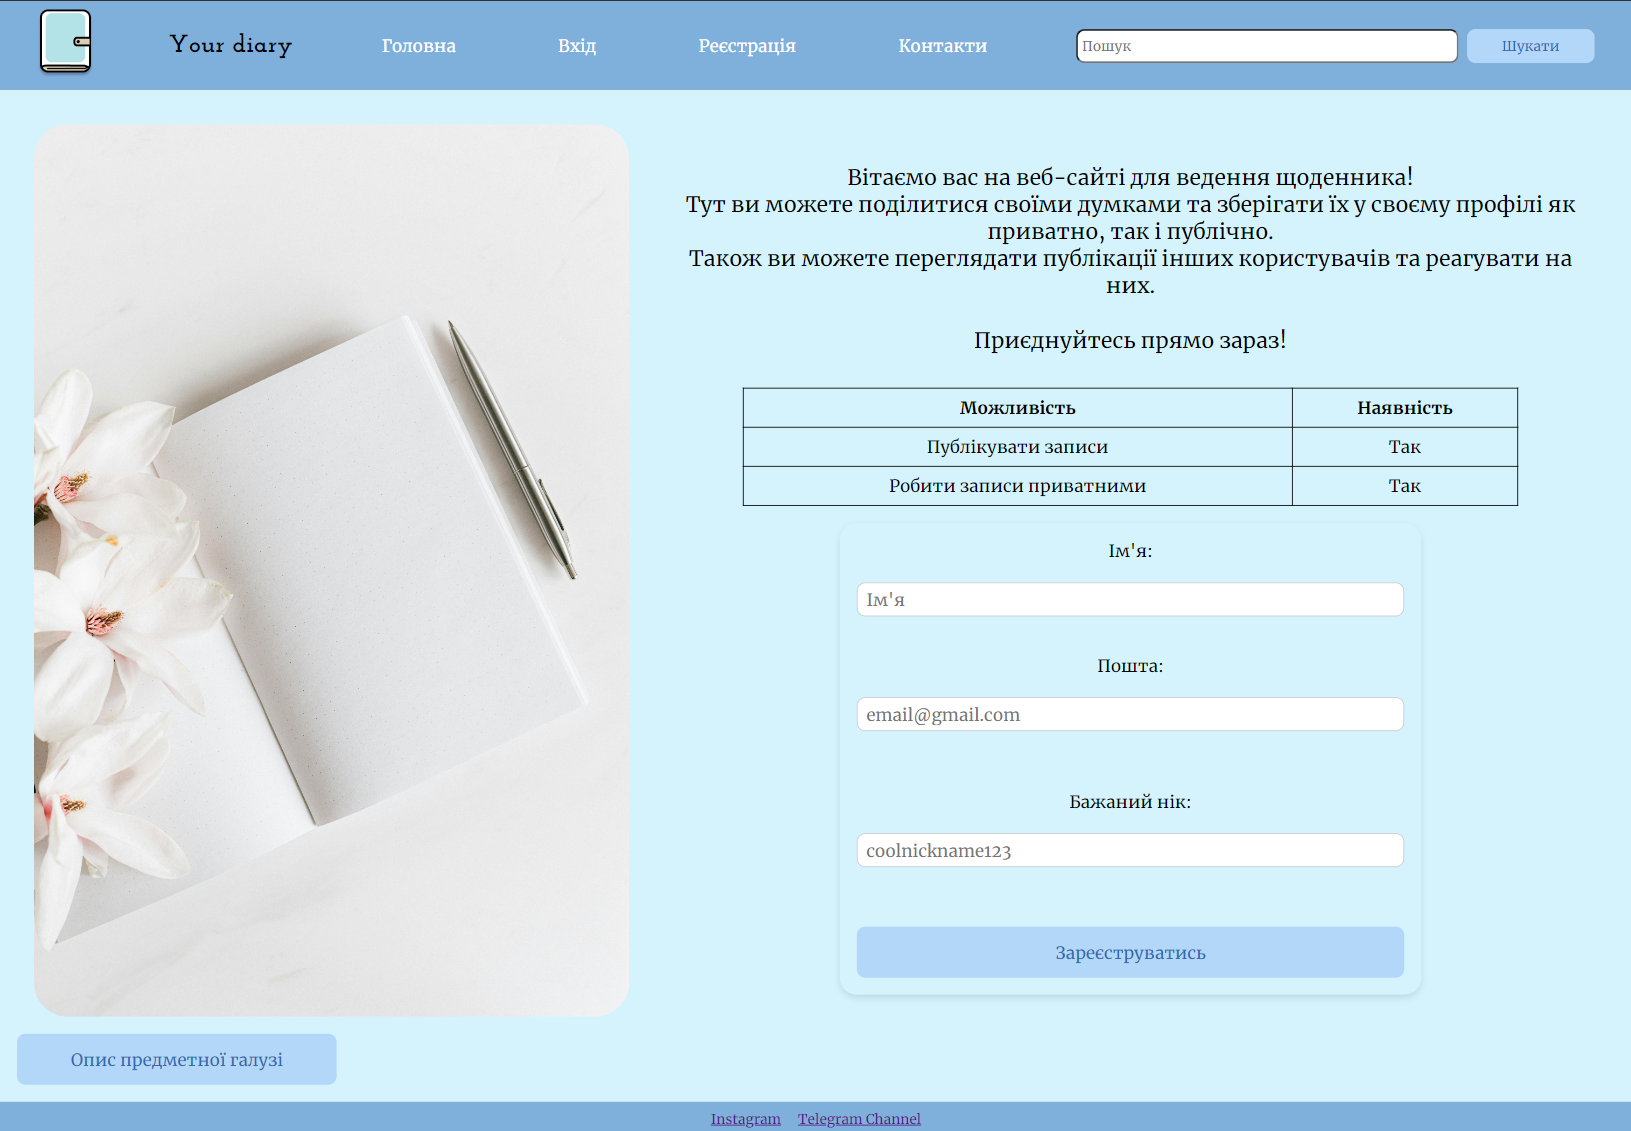 Your diary
Головна
Вхід
Реєстрація
Контакти
Пошук
Шукати
Вітаємо вас на веб-сайті для ведення щоденника!
Тут ви можете поділитися своїми думками та зберігати їх у своєму профілі як
приватно, так і публічно.
Також ви можете переглядати публікації інших користувачів та реагувати на
них.
Приєднуйтесь прямо зараз!
Можливість Наявність
Публікувати записи Так
Робити записи приватними Так
Ім'я:
Ім'я
Пошта:
email@gmail.com
Бажаний нік:
coolnickname123
Зареєструватись
Опис предметної галузі
Instagram Telegram Channel